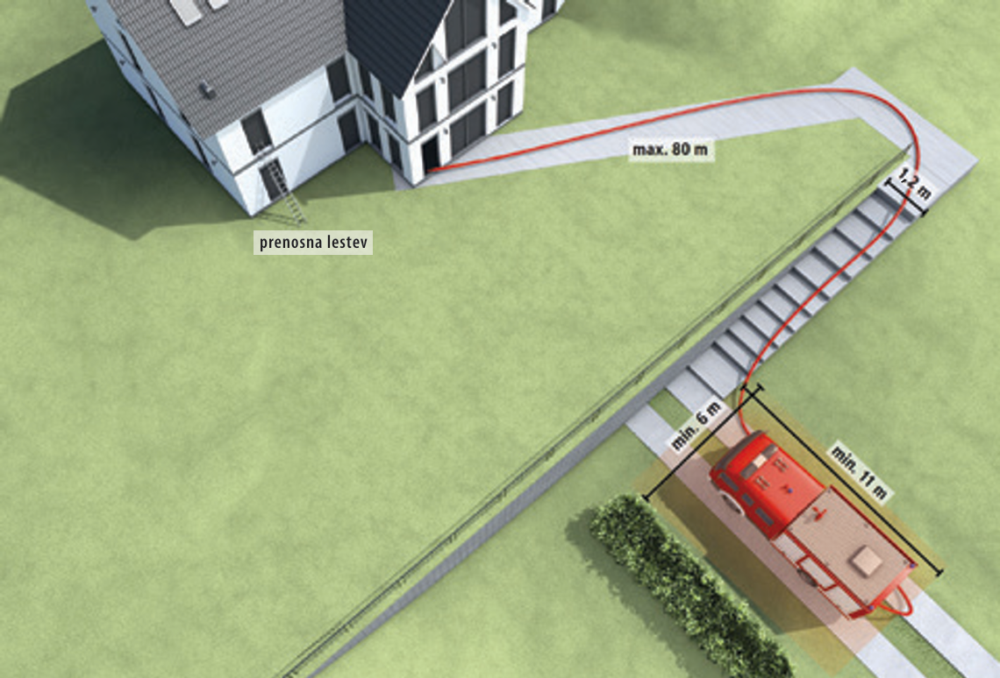 max. 80 m
1,2 m
prenosna lestev
min. 6 m
min. 11 m